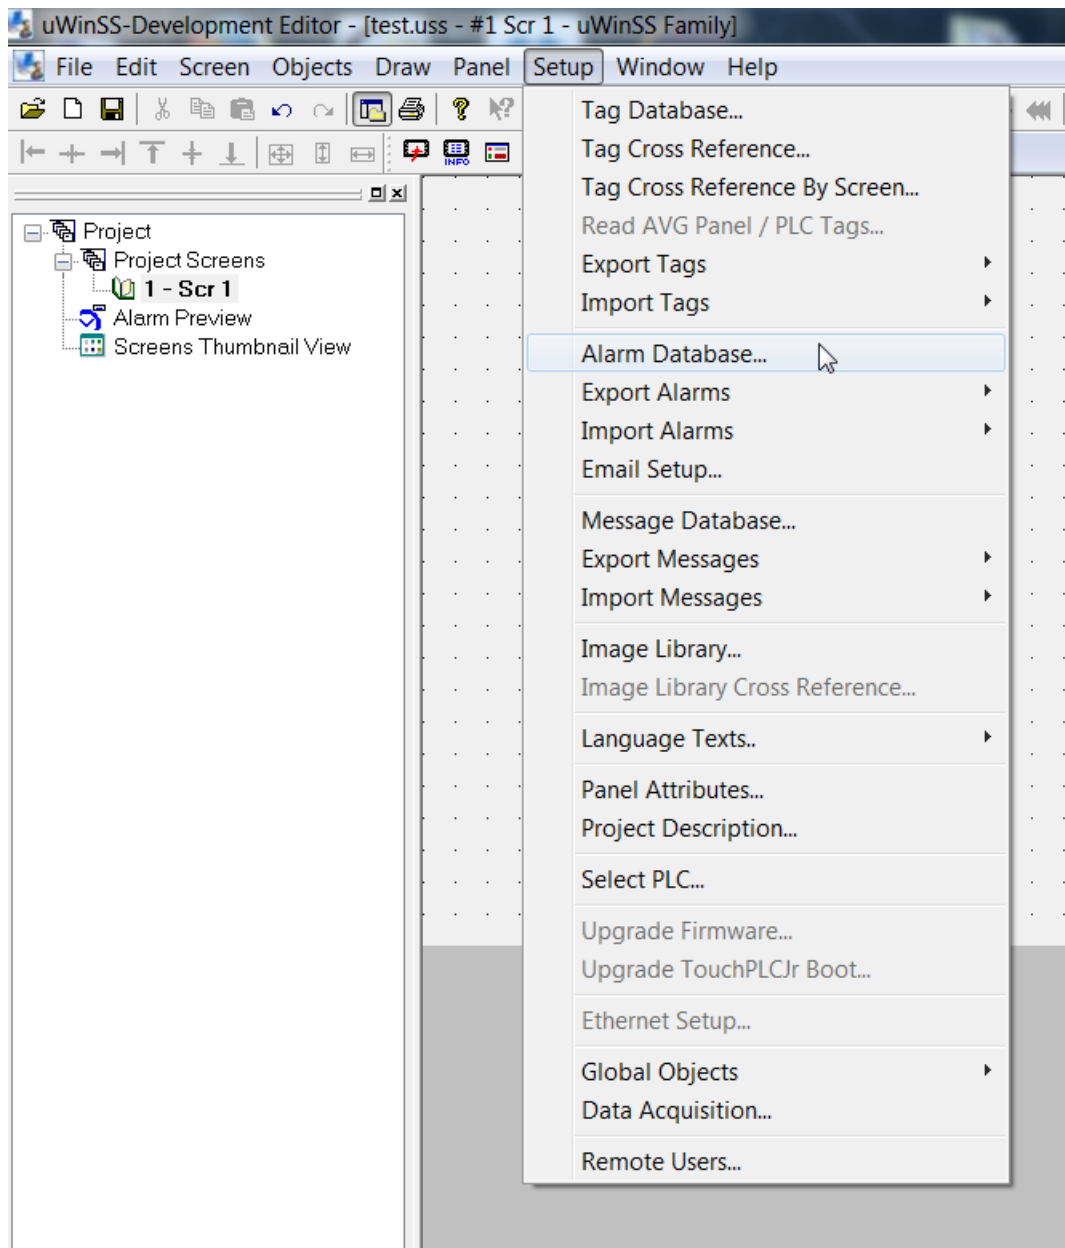 uWinSS-Development Editor - [test.uss - #1 Scr 1 - uWinSS Family]
File Edit Screen Objects Draw Panel Setup Window Help
INFO
Project
Project Screens
1 - Scr 1
Alarm Preview
Screens Thumbnail View
Tag Database...
Tag Cross Reference...
Tag Cross Reference By Screen...
Read AVG Panel / PLC Tags...
Export Tags
Import Tags
Alarm Database...
Export Alarms
Import Alarms
Email Setup...
Message Database...
Export Messages
Import Messages
Image Library...
Image Library Cross Reference...
Language Texts..
Panel Attributes...
Project Description...
Select PLC...
Upgrade Firmware...
Upgrade TouchPLCJr Boot...
Ethernet Setup...
Global Objects
Data Acquisition...
Remote Users...